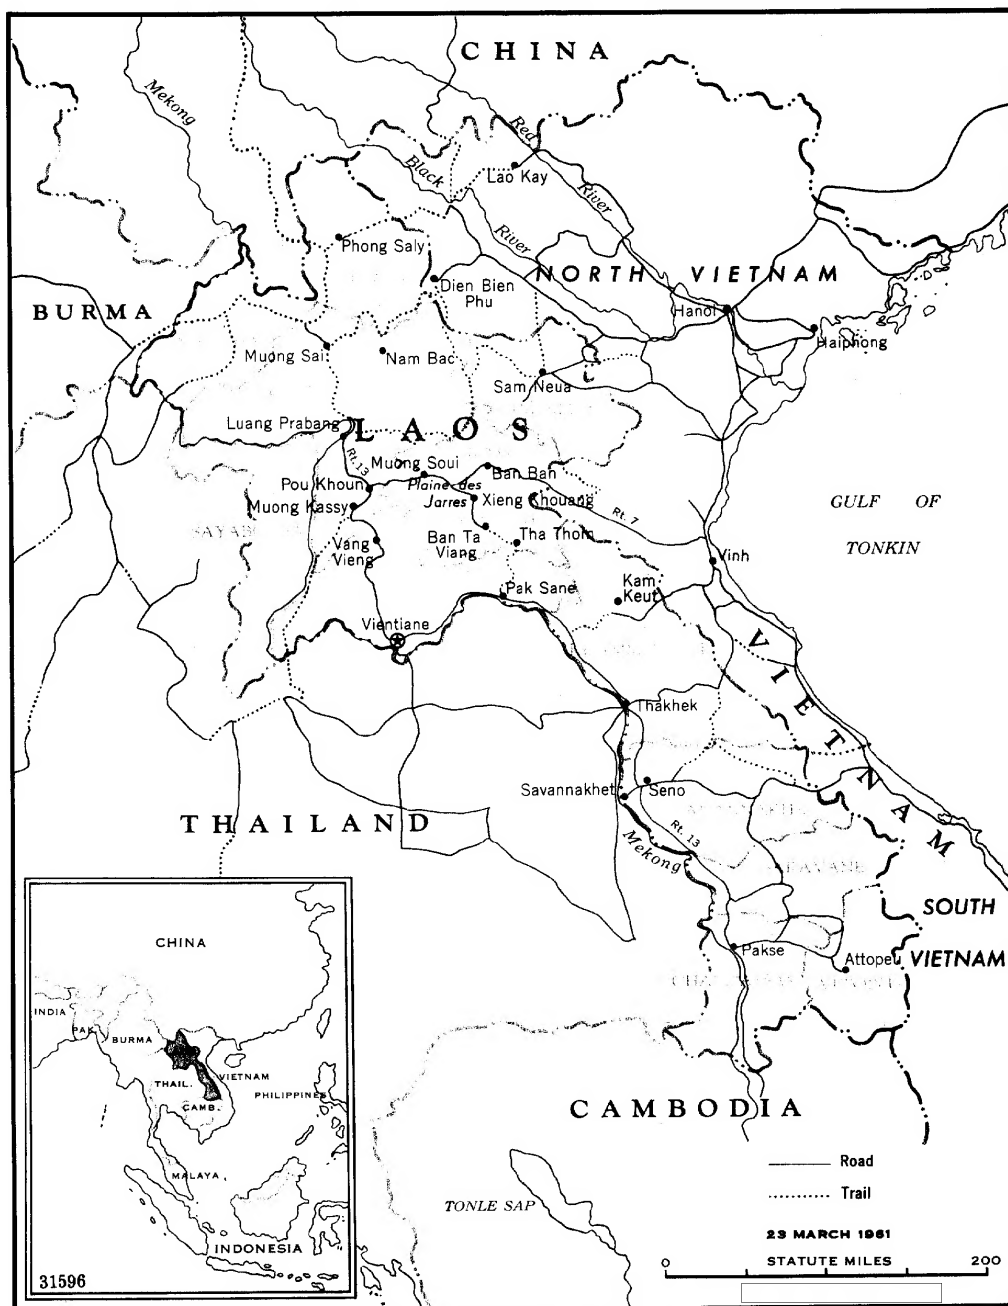 CHINA
Mekong
Red
Lao Kay
Black
River
River
Phong Saly
Dien Bien
Phu
NORTH VIETNAM
Hanoi
BURMA
Haiphong
Muong Sai
Nam Bac
Sam Neua
Luang Prabang
LAOS
Rt. 13
Muong Soui
Ban Ban
Plaine des
Jarres
Pou Khoun
Xieng Khouang
Muong Kassy
Rt. 7
GULF OF
TONKIN
Vang
Vieng
Ban Ta
Viang
Tha Thom
Vinh
Kam
Keut
Pak Sane
Vientiane
VIETNAM
Thakhek
Savannakhet
Seno
THAILAND
Rt. 13
Mekong
SOUTH
VIETNAM
Pakse
Attopeu
CAMBODIA
TONLE SAP
Road
Trail
23 MARCH 1961
STATUTE MILES
0
200
CHINA
INDIA
PAK.
BURMA
THAIL.
VIETNAM
PHILIPPINES
CAMB.
MALAYA
INDONESIA
31596